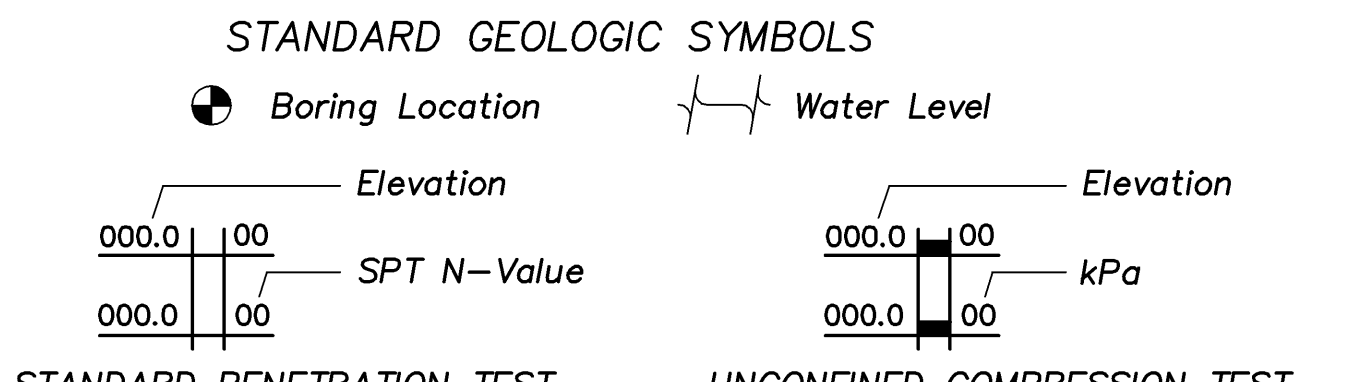 STANDARD GEOLOGIC SYMBOLS
Boring Location Water Level
Elevation Elevation
000.0 00 000.0 00
SPT N-Value kPa
000.0 00 000.0 00
STANDARD PENETRATION TEST UNCONFINED COMPRESSION TEST